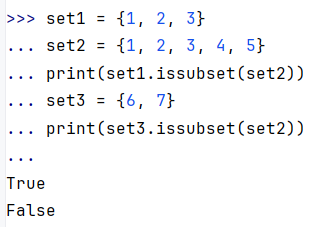 >>> set1 = {1, 2, 3}
... set2 = {1, 2, 3, 4, 5}
... print(set1.issubset(set2))
... set3 = {6, 7}
... print(set3.issubset(set2))
...
True
False